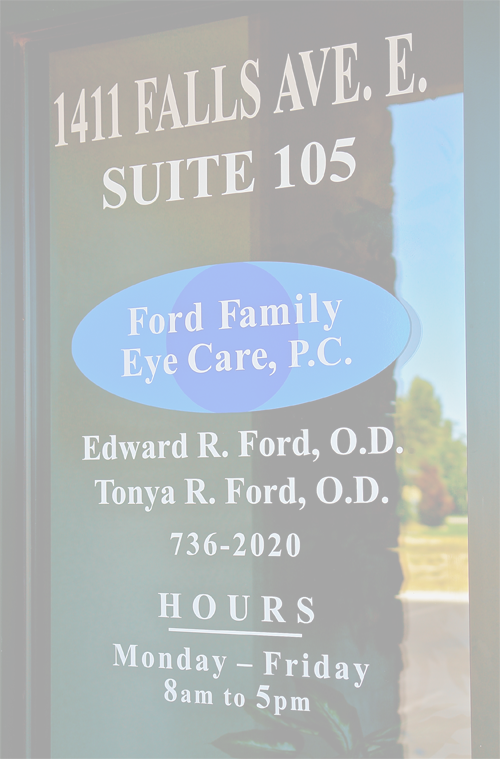 1411 FALLS AVE. E.
SUITE 105
Ford Family
Eye Care, P.C.
Edward R. Ford, O.D.
Tonya R. Ford, O.D.
736-2020
HOURS
Monday – Friday
8am to 5pm